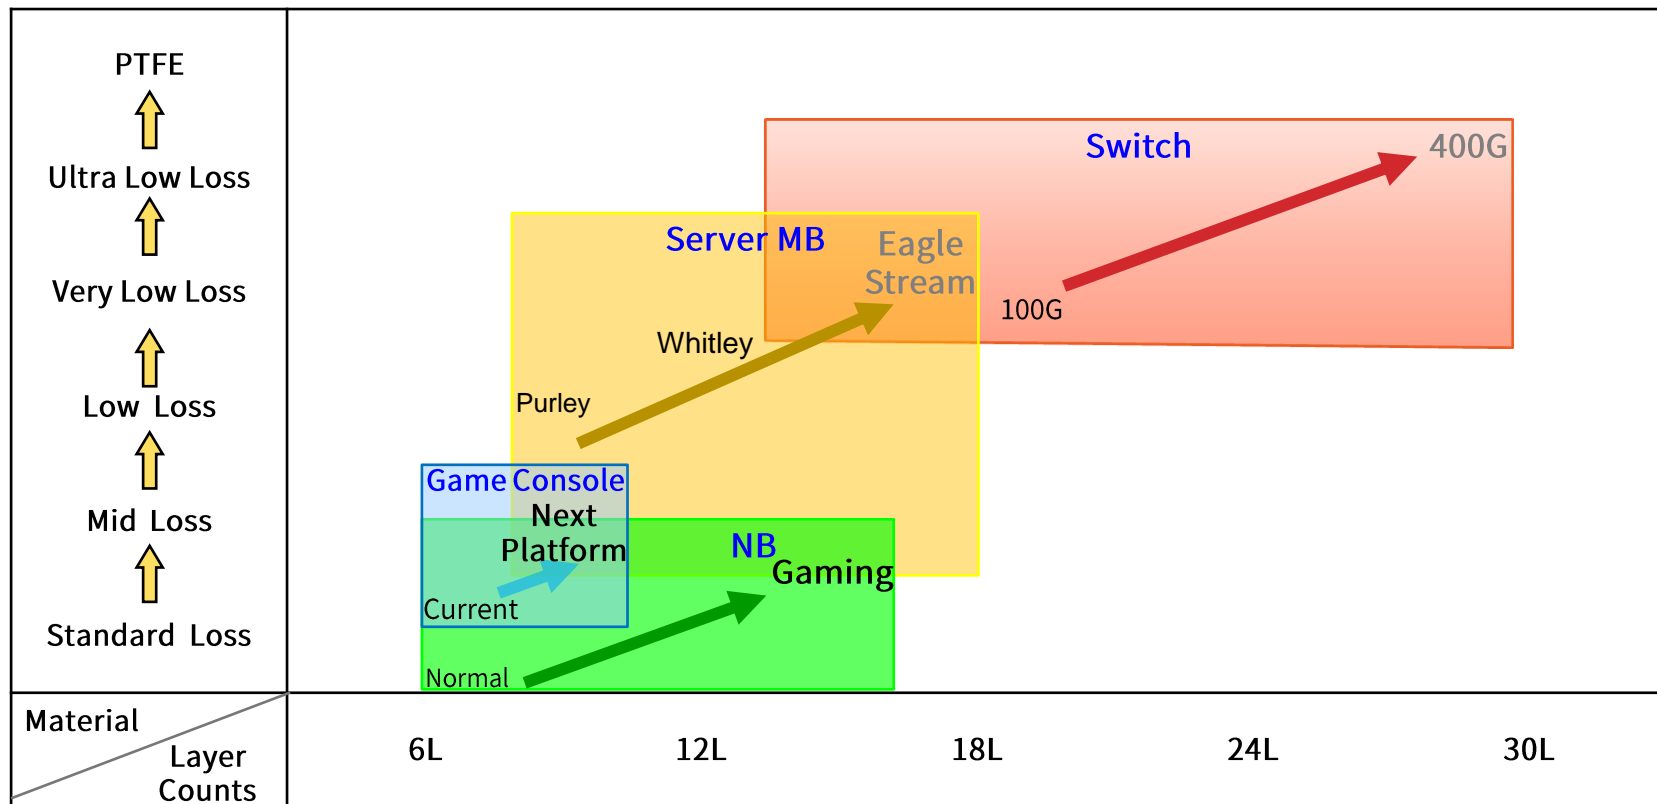 PTFE
Ultra Low Loss
Very Low Loss
Low Loss
Mid Loss
Standard Loss
Material
Layer
Counts
Switch
400G
100G
Server MB
Eagle
Stream
Whitley
Purley
Game Console
Next
Platform
Current
NB
Gaming
Normal
6L
12L
18L
24L
30L